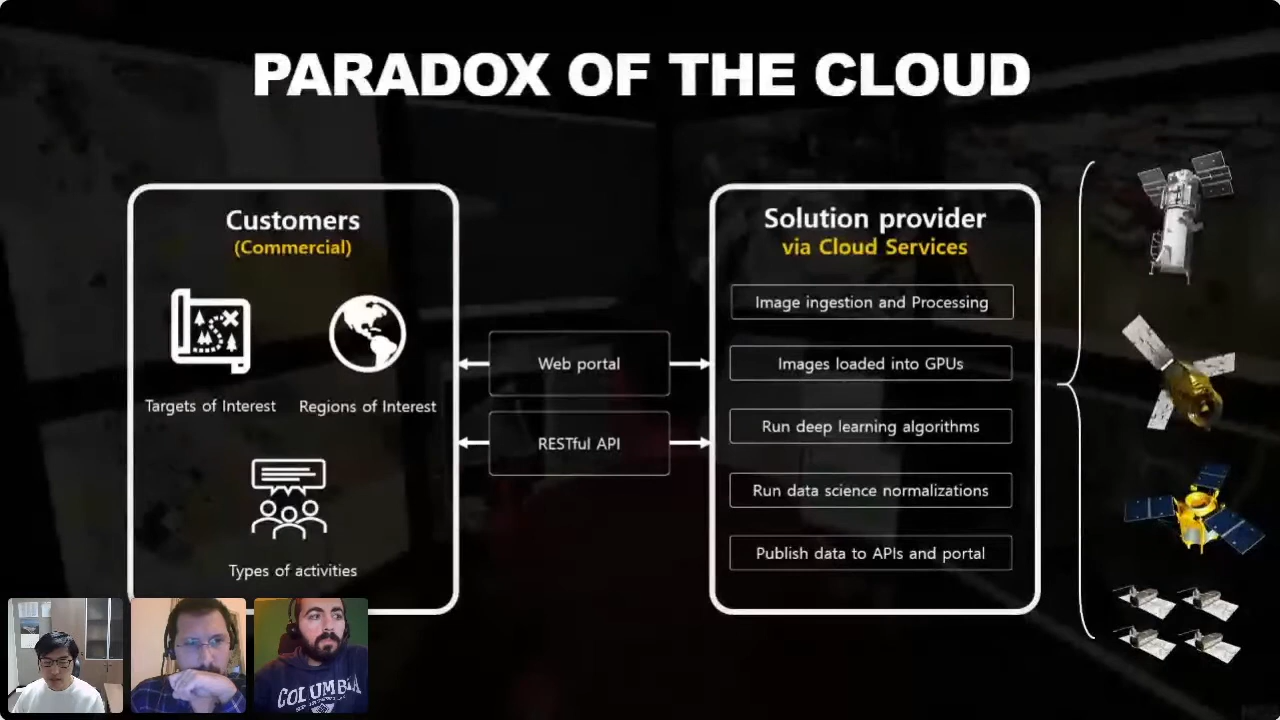 PARADOX OF THE CLOUD
Customers
(Commercial)
Targets of Interest
Regions of Interest
Types of activities
Web portal
RESTful API
Solution provider
via Cloud Services
Image ingestion and Processing
Images loaded into GPUs
Run deep learning algorithms
Run data science normalizations
Publish data to APIs and portal
COLUMBIA